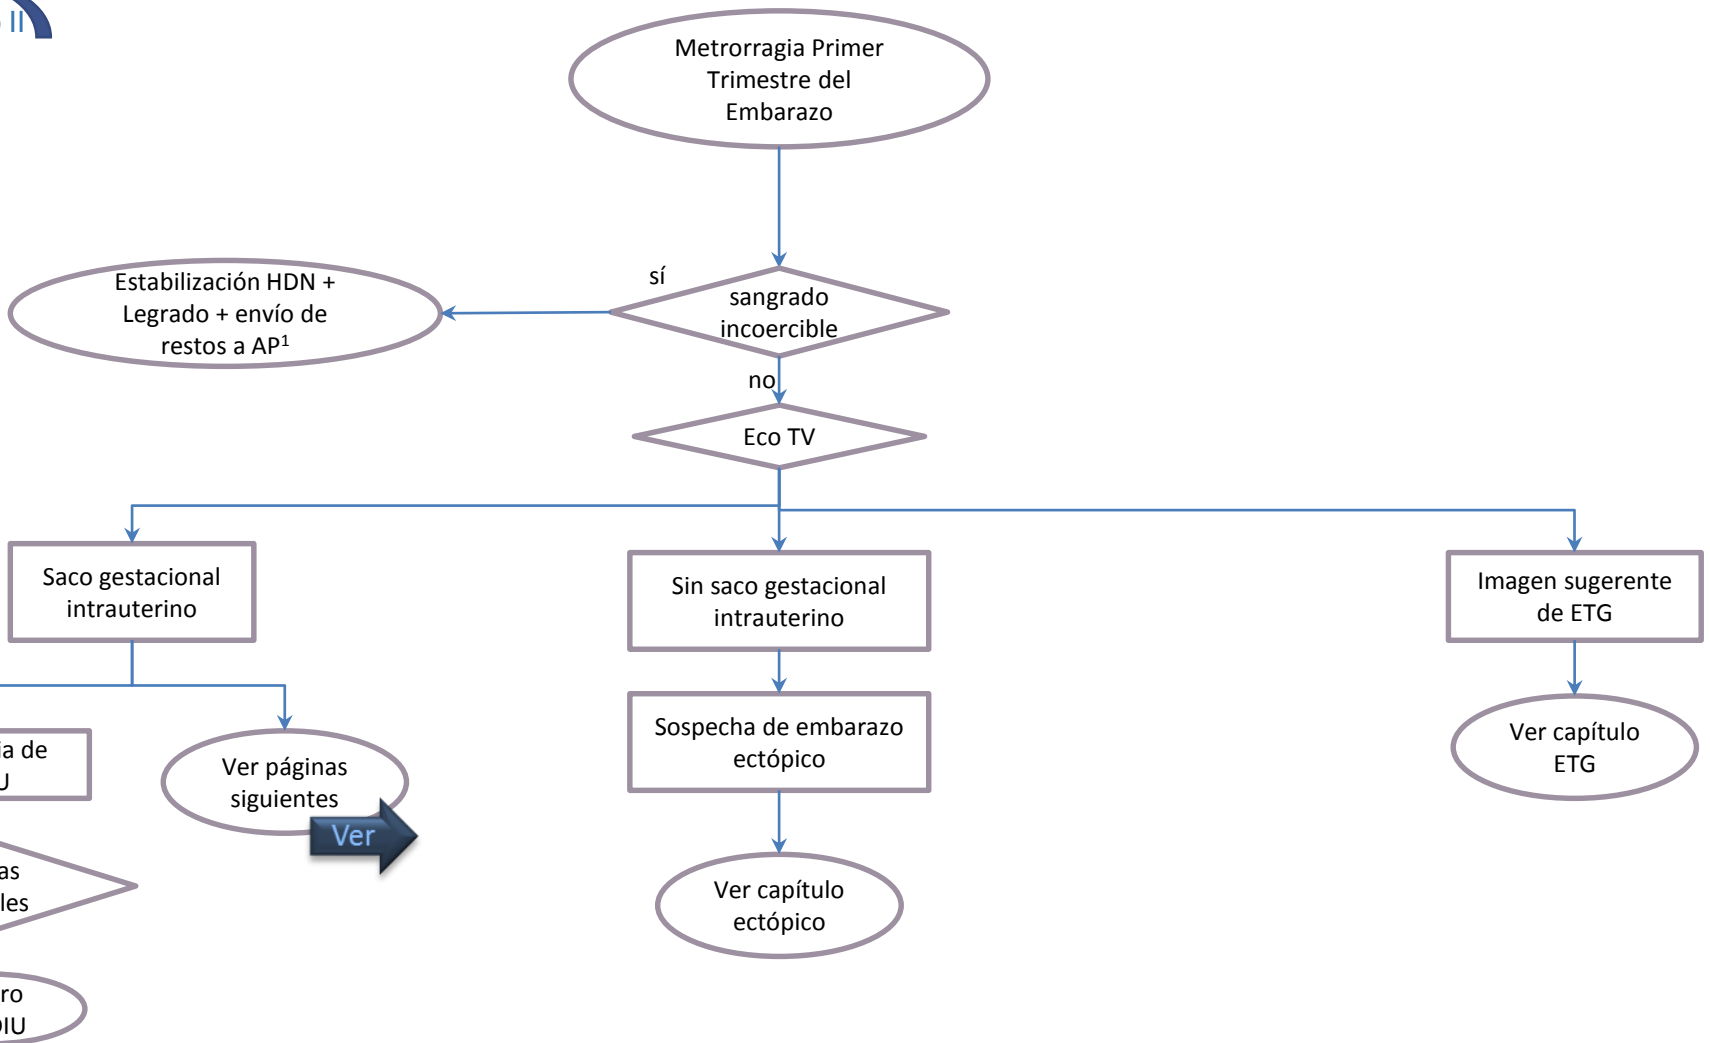 II
Metrorragia Primer
Trimestre del
Embarazo
Estabilización HDN +
Legrado + envío de
restos a AP¹
sí
sangrado
incoercible
no
Eco TV
Saco gestacional
intrauterino
Sin saco gestacional
intrauterino
Imagen sugerente
de ETG
Sospecha de embarazo
ectópico
Ver páginas
siguientes
Ver
Ver capítulo
ETG
de
Ver capítulo
ectópico